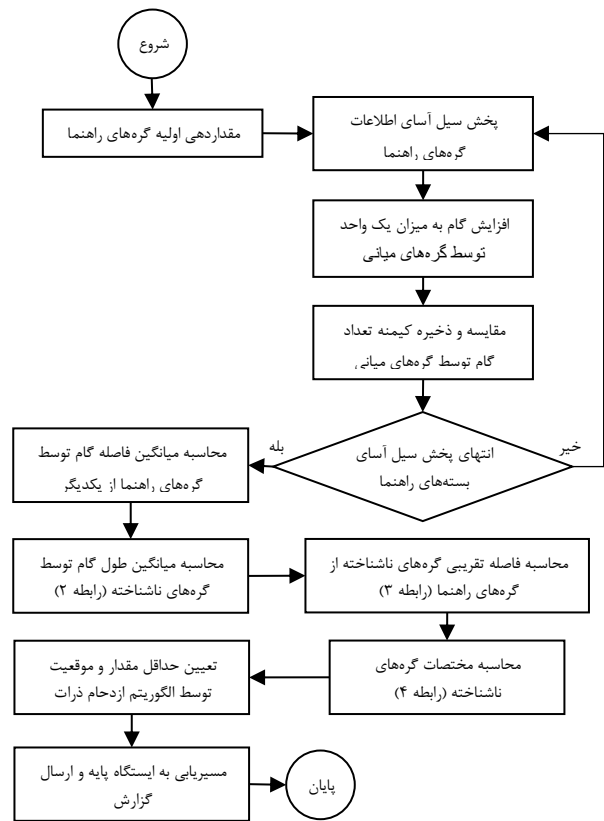 شروع
مقداردهی اولیه گره‌های راهنما
پخش سیل آسای اطلاعات
گره‌های راهنما
افزایش گام به میزان یک واحد
توسط گره‌های میانی
مقایسه و ذخیره کیمنه تعداد
گام توسط گره‌های میانی
انتهای پخش سیل آسای
بسته‌های راهنما
خیر
بله
محاسبه میانگین فاصله گام توسط
گره‌های راهنما از یکدیگر
محاسبه میانگین طول گام توسط
گره‌های ناشناخته (رابطه ۲)
محاسبه فاصله تقریبی گره‌های ناشناخته از
گره‌های راهنما (رابطه ۳)
محاسبه مختصات گره‌های
ناشناخته (رابطه ۴)
تعیین حداقل مقدار و موقعیت
توسط الگوریتم ازدحام ذرات
مسیریابی به ایستگاه پایه و ارسال
گزارش
پایان